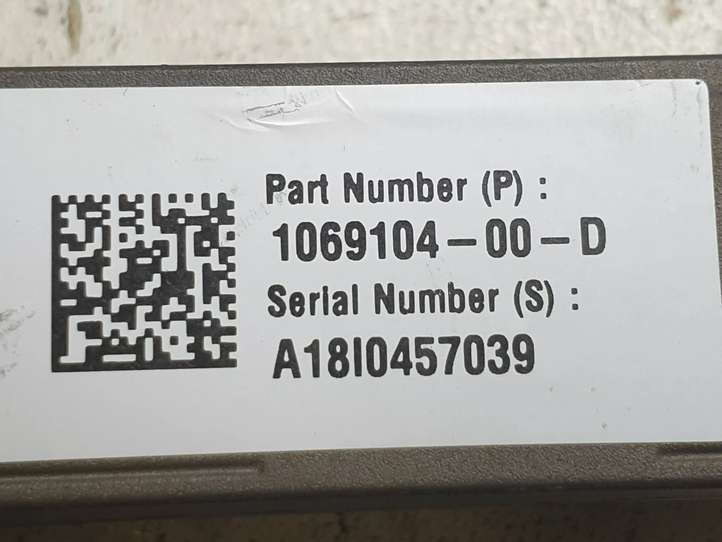 Part Number (P) :
1069104-00-D
Serial Number (S) :
A18I0457039